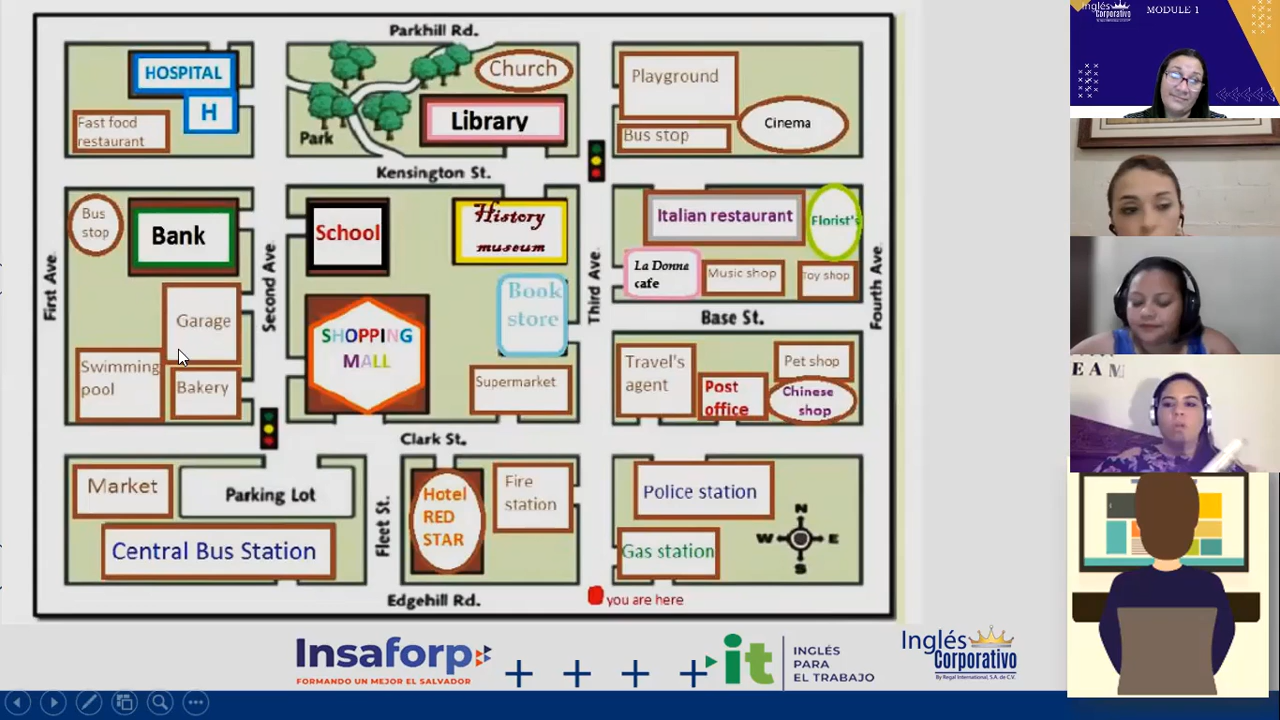 Parkhill Rd.
HOSPITAL
H
Fast food
restaurant
Park
Church
Library
Playground
Bus stop
Cinema
Kensington St.
Bus
stop
Bank
School
History
museum
Italian restaurant
Florist's
La Donne
cafe
Music shop
Toy shop
First Ave.
Second Ave.
Third Ave.
Fourth Ave.
Garage
Swimming
pool
Bakery
SHOPPING
MALL
Book
store
Supermarket
Base St.
Travel's
agent
Post
office
Pet shop
Chinese
shop
Clark St.
Market
Parking Lot
Central Bus Station
Fleet St.
Hotel
RED
STAR
Fire
station
Police station
Gas station
N
W E
S
Edgehill Rd.
you are here
Insaforp
FORMANDO UN MEJOR EL SALVADOR
it
INGLÉS
PARA
EL TRABAJO
Inglés
Corporativo
By Regal International, S.A. de C.V.
Inglés
Corporativo
MODULE 1
EAM